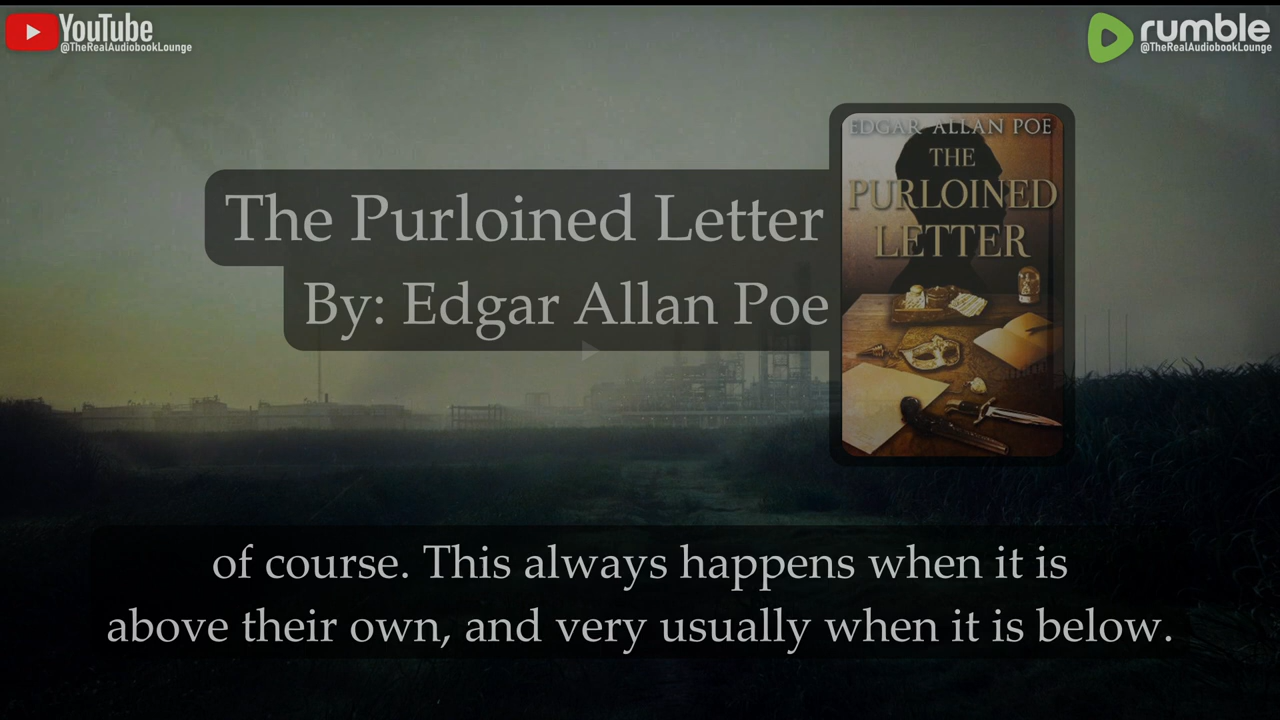 YouTube
@TheRealAudiobookLounge
rumble
@TheRealAudiobookLounge
EDGAR ALLAN POE
THE
PURLOINED
LETTER
The Purloined Letter
By: Edgar Allan Poe
of course. This always happens when it is
above their own, and very usually when it is below.